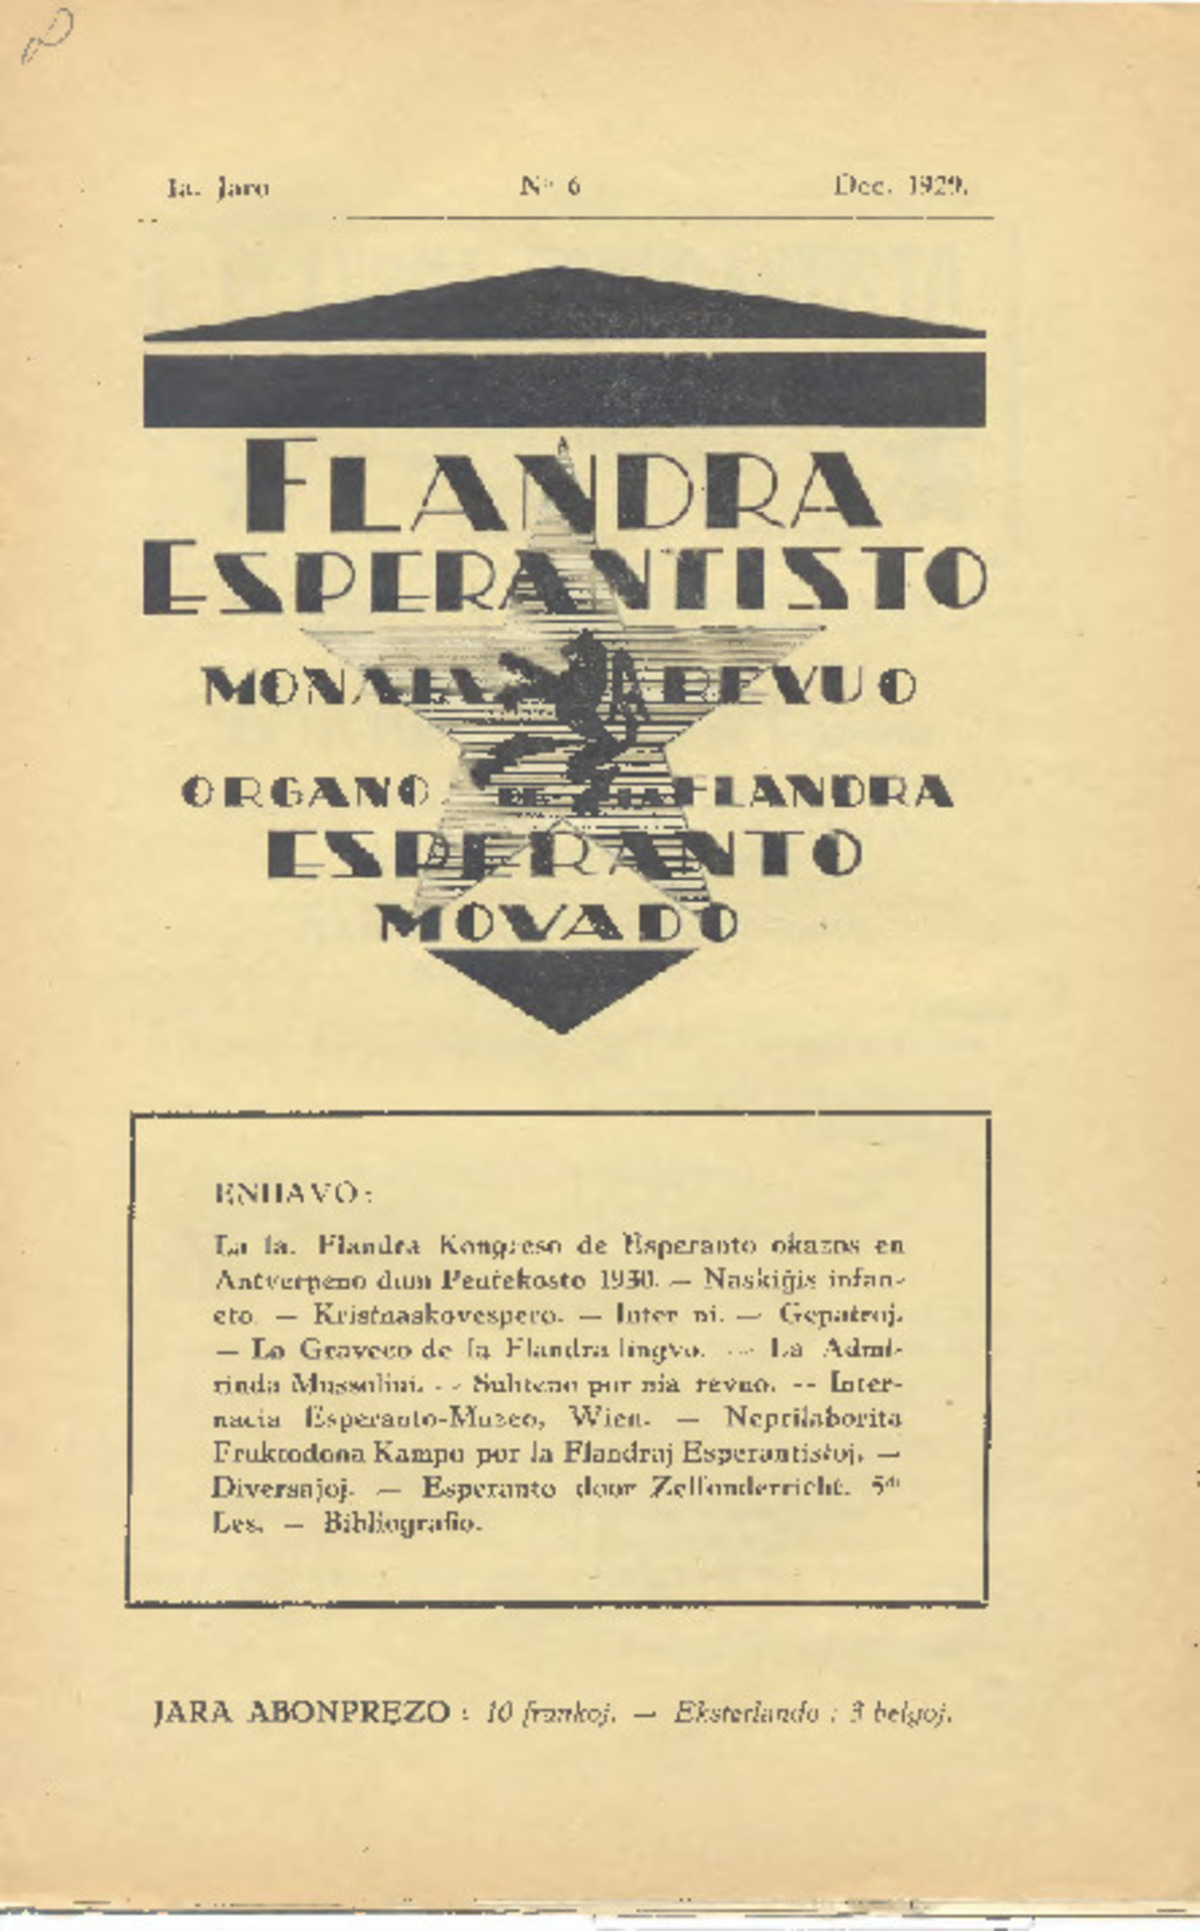 Ia. Jaro Nº 6 Dec. 1929.
FLANDRA
ESPERANTISTO
MONATA REVUO
ORGANO DE LA FLANDRA
ESPERANTO
MOVADO
ENHAVO:
La Ia. Flandra Kongreso de Esperanto okazos en
Antverpeno dum Pentekosto 1930. — Naskiĝis infan-
eto. — Kristnaskovespero. — Inter ni. — Gepatroj.
— La Graveco de la Flandra lingvo. — La Admi-
rinda Mussolini. — Subteno por nia revuo. — Inter-
nacia Esperanto-Muzeo, Wien. — Neprilaborita
Fruktodona Kampo por la Flandraj Esperantistoj. —
Diversaĵoj. — Esperanto door Zelfonderricht. 5de
Les. — Bibliografio.
JARA ABONPREZO : 10 frankoj. — Eksterlando : 3 belgoj.